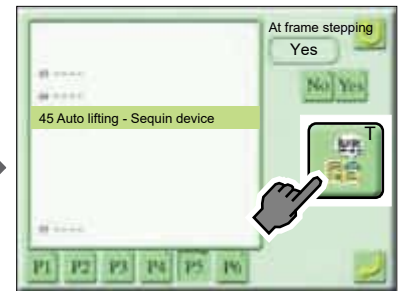 At frame stepping
Yes
No Yes
45 Auto lifting - Sequin device
T
P1 P2 P3 P4 P5 P6